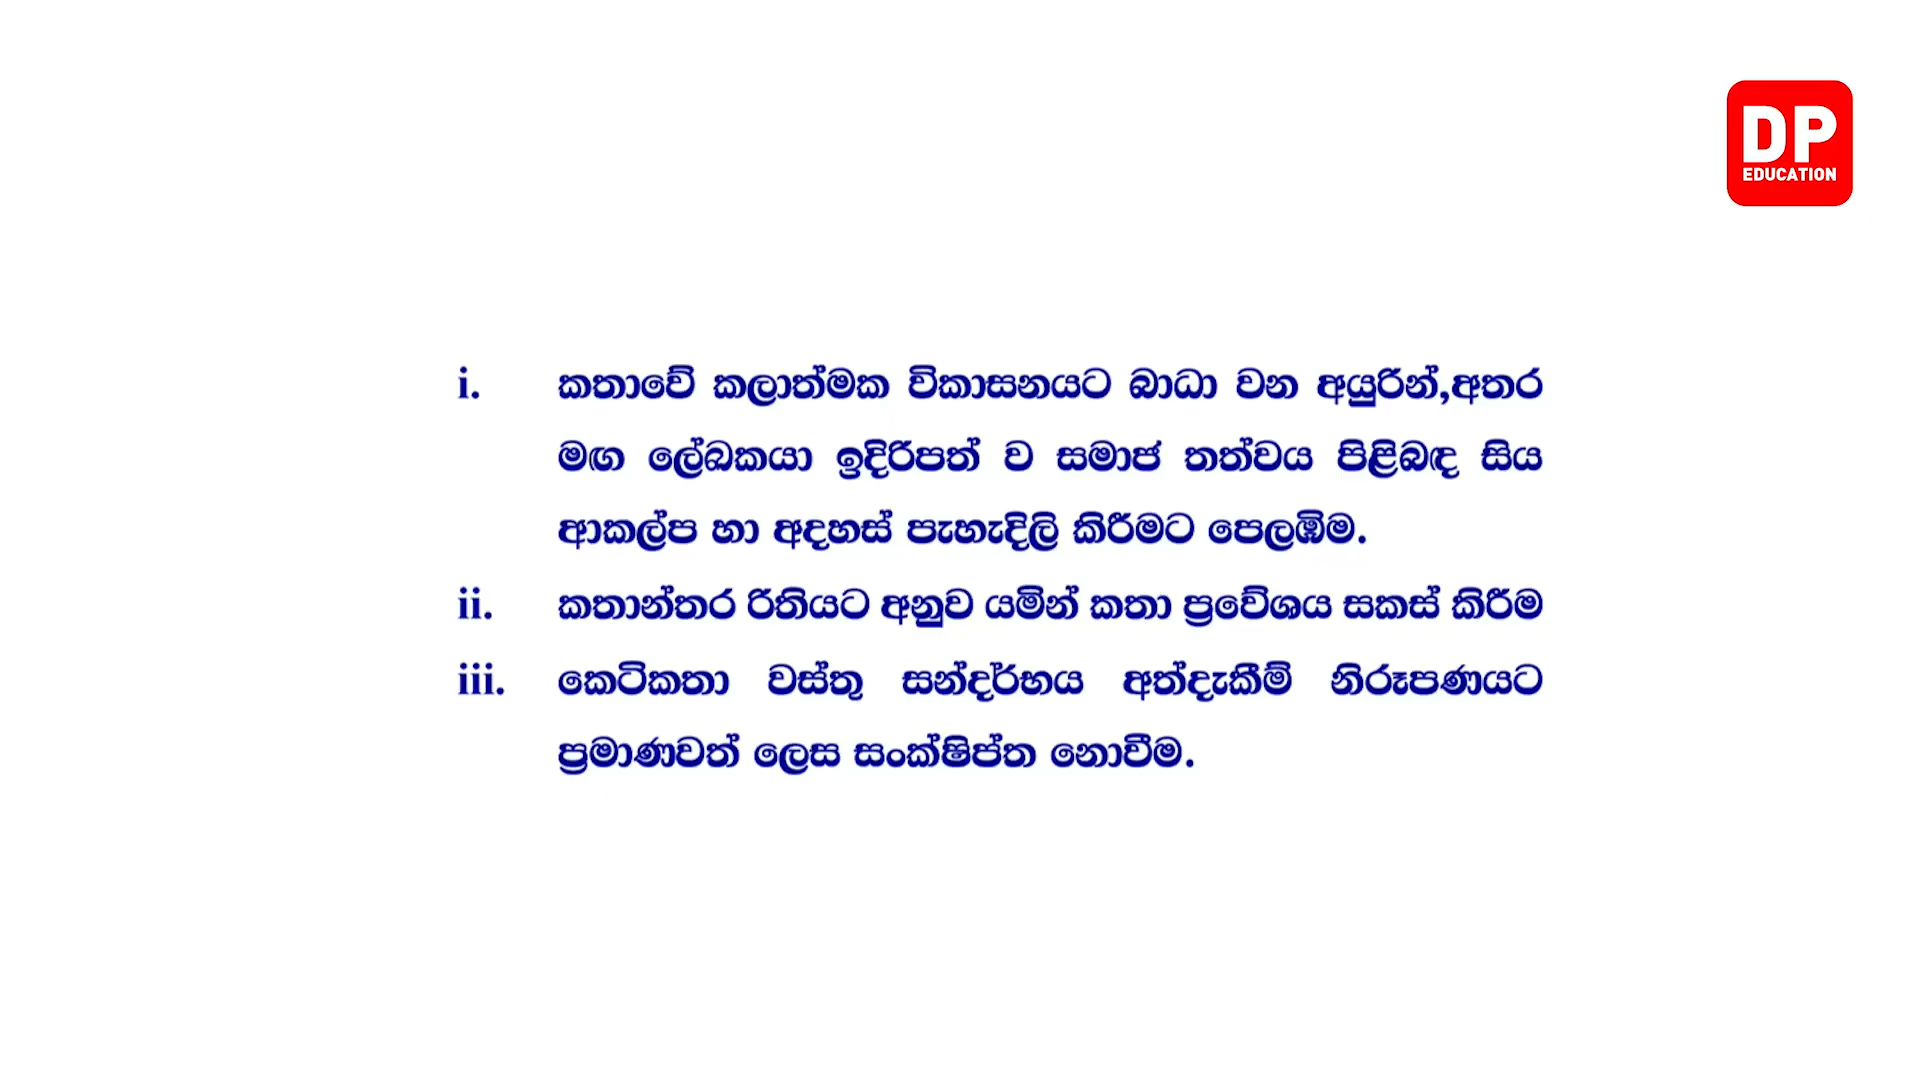 DP
EDUCATION
i. කතාවේ කලාත්මක විකාසනයට බාධා වන අයුරින්,අතර
මඟ ලේඛකයා ඉදිරිපත් ව සමාජ තත්වය පිළිබඳ සිය
ආකල්ප හා අදහස් පැහැදිලි කිරීමට පෙලඹීම.
ii. කතාන්තර රීතියට අනුව යමින් කතා ප්‍රවේශය සකස් කිරීම
iii. කෙටිකතා වස්තු සන්දර්භය අත්දැකීම් නිරූපණයට
ප්‍රමාණවත් ලෙස සංක්ෂිප්ත නොවීම.